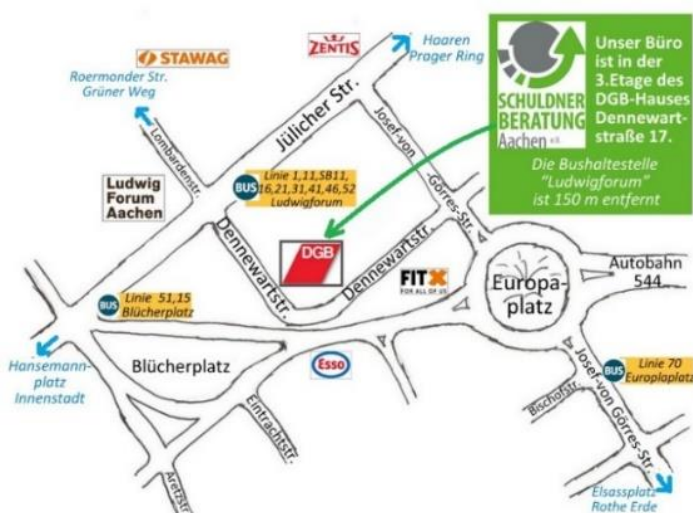 STAWAG
Roermonder Str.
Grüner Weg
ZENTIS
Haaren
Prager Ring
Lombardenstr.
Jülicher Str.
Josef-von
-Görres-Str.
SCHULDNER
BERATUNG
Aachen e.V.
Unser Büro
ist in der
3.Etage des
DGB-Hauses
Dennewart-
straße 17.
Die Bushaltestelle
"Ludwigforum"
ist 150 m entfernt
Ludwig
Forum
Aachen
BUS
Linie 1,11,SB11,
16,21,31,41,46,52
Ludwigforum
Dennewartstr.
DGB
Dennewartstr.
FITX
FOR ALL OF US
Europa-
platz
Autobahn
544
BUS
Linie 51,15
Blücherplatz
Hansemann-
platz
Innenstadt
Blücherplatz
Esso
Eintrachtstr.
Aretzstr.
Bischofstr.
Josef-von Görres-Str.
BUS
Linie 70
Europlaplatz
Elsassplatz
Rothe Erde